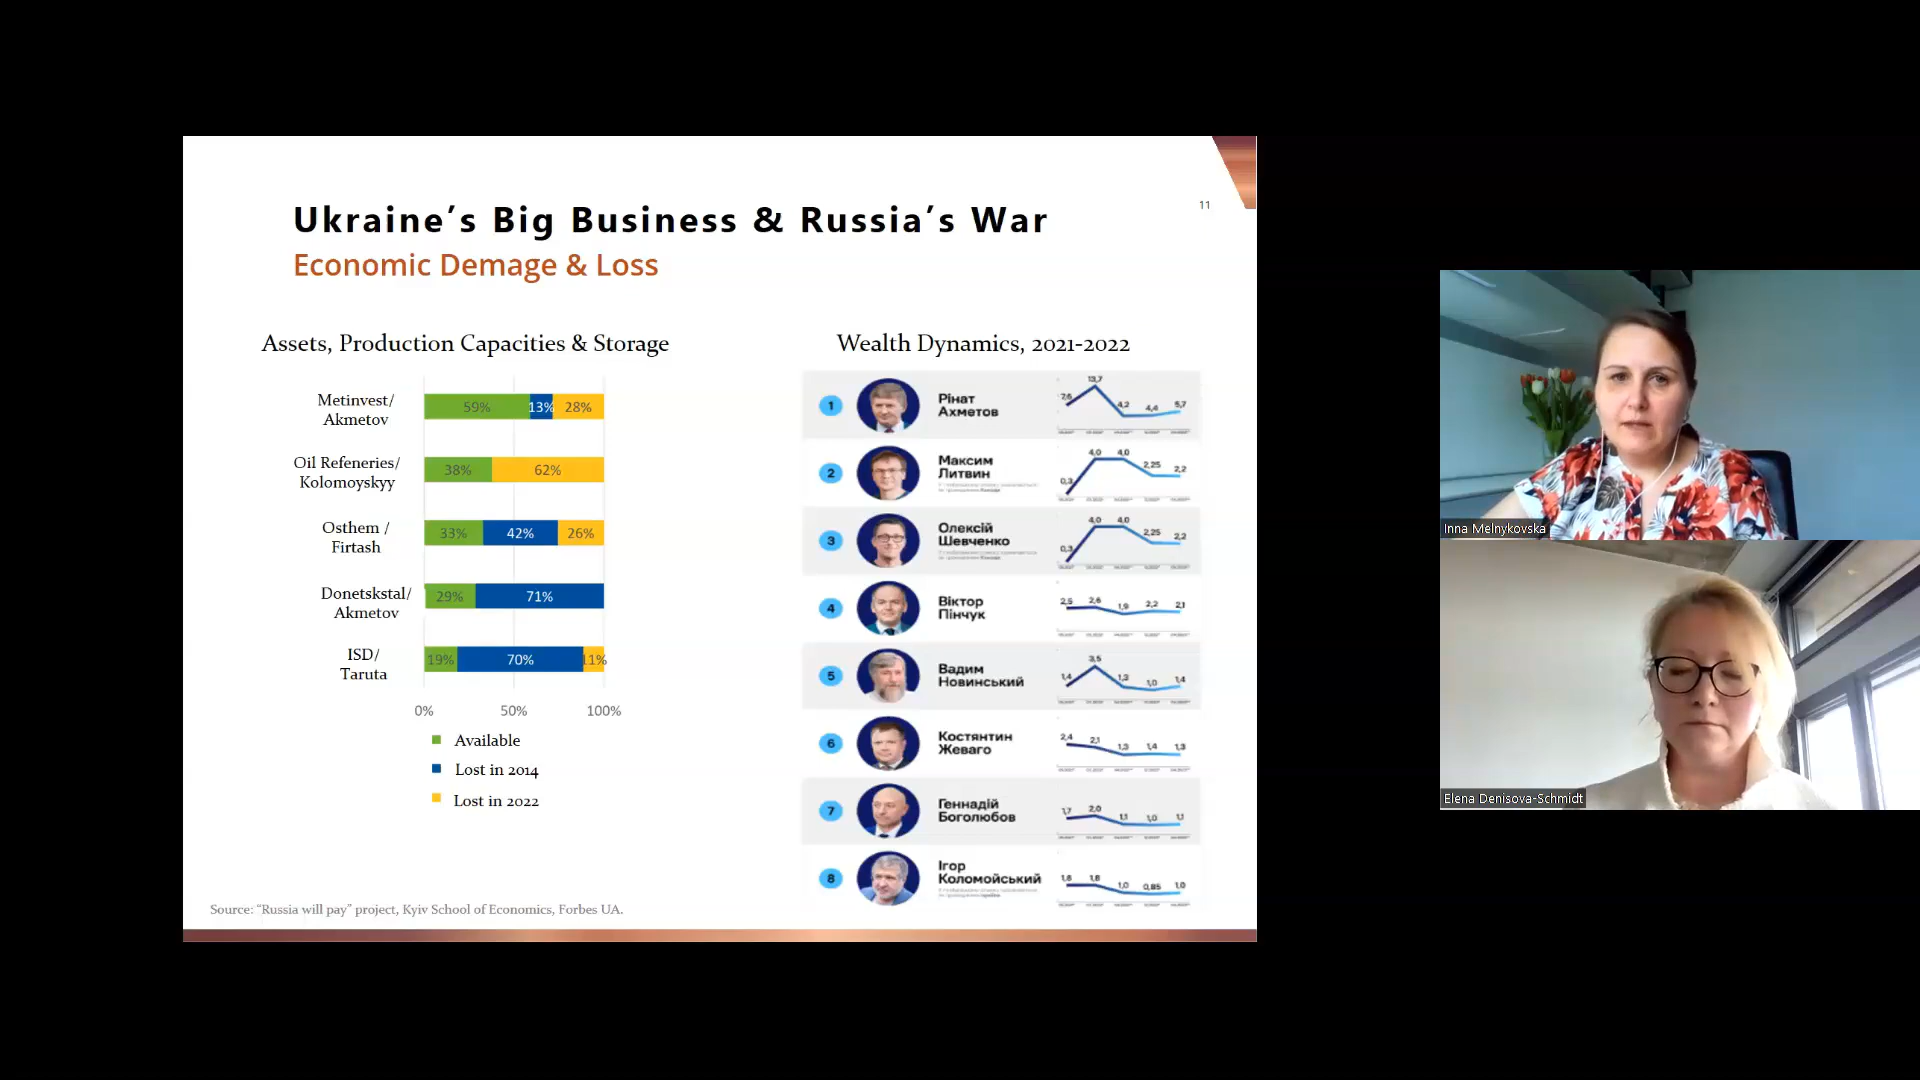 11
Ukraine’s Big Business & Russia’s War
Economic Demage & Loss
Assets, Production Capacities & Storage
Metinvest/
Akmetov
59% 13% 28%
Oil Refeneries/
Kolomoyskyy
38% 62%
Osthem /
Firtash
33% 42% 26%
Donetskstal/
Akmetov
29% 71%
ISD/
Taruta
19% 70% 11%
0% 50% 100%
Available
Lost in 2014
Lost in 2022
Wealth Dynamics, 2021-2022
1
Рінат
Ахметов
7,6 13,7 4,2 4,4 5,7
2
Максим
Литвин
0,3 4,0 4,0 2,25 2,2
3
Олексій
Шевченко
0,3 4,0 4,0 2,25 2,2
4
Віктор
Пінчук
2,5 2,6 1,9 2,2 2,1
5
Вадим
Новинський
1,4 3,5 1,2 1,0 1,4
6
Костянтин
Жеваго
2,4 2,1 1,3 1,4 1,3
7
Геннадій
Боголюбов
1,7 2,0 1,1 1,0 1,1
8
Ігор
Коломойський
1,8 1,8 1,0 0,85 1,0
Source: “Russia will pay” project, Kyiv School of Economics, Forbes UA.
Inna Melnykovska
Elena Denisova-Schmidt